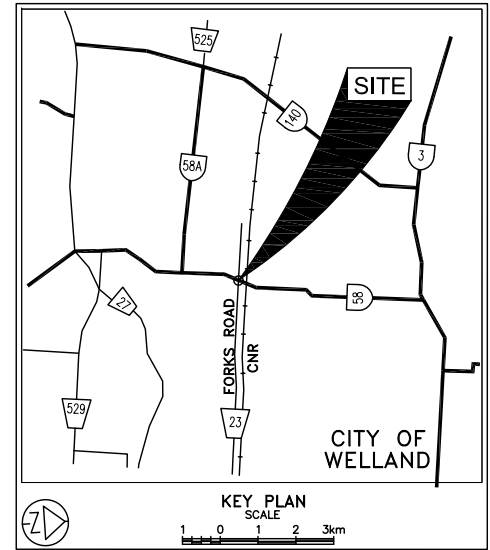 525
SITE
140
3
58A
58
27
FORKS ROAD
CNR
529
23
CITY OF
WELLAND
KEY PLAN
SCALE
1 0 1 2 3km
Z